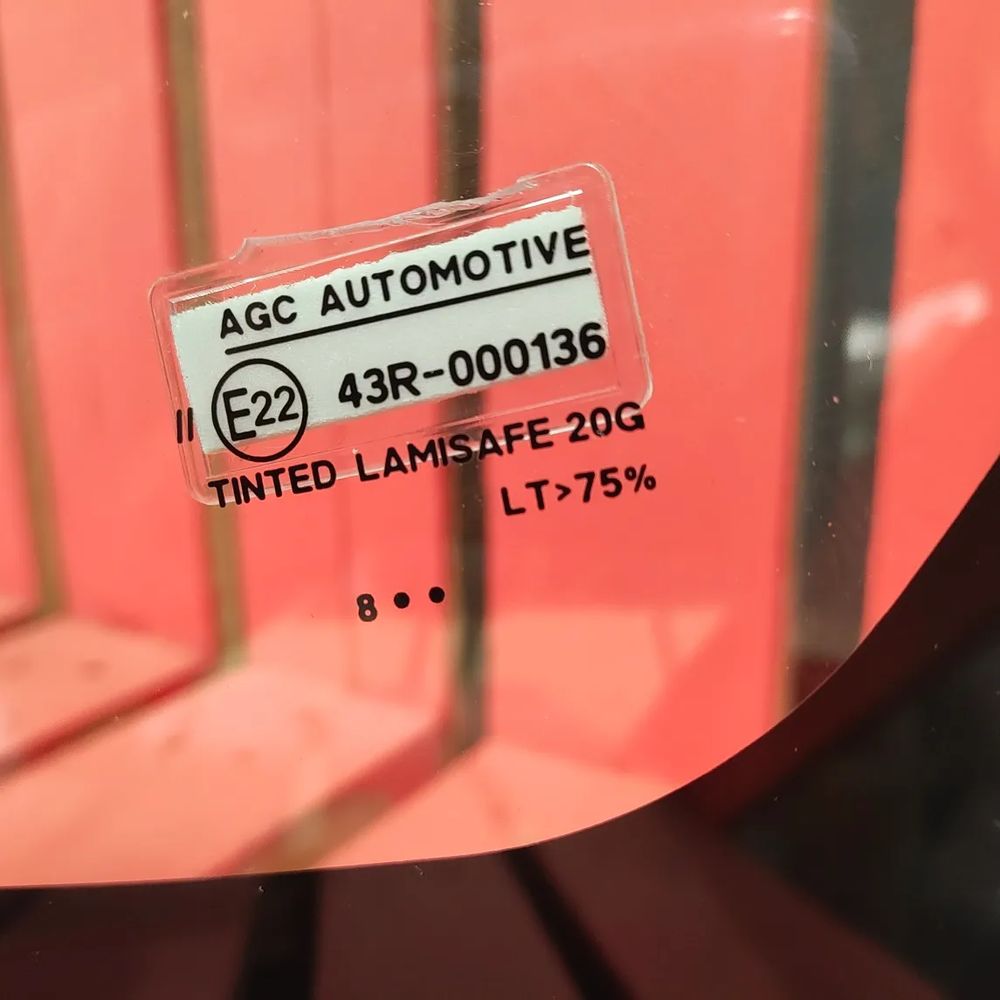 AGC AUTOMOTIVE
II E22 43R-000136
TINTED LAMISAFE 20G
LT>75%
8••